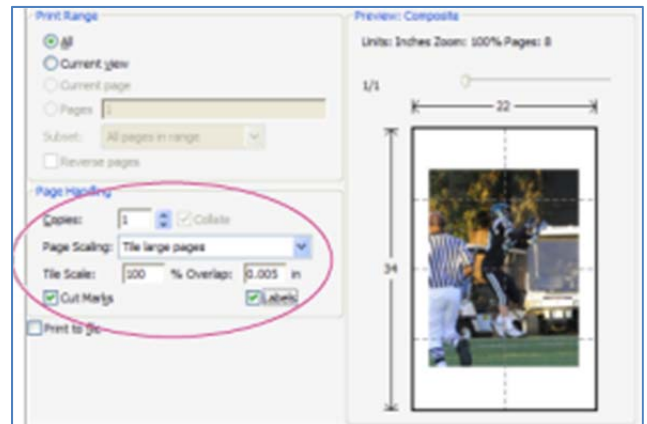 Print Range
All
Current view
Current page
Pages 1
Subset: All pages in range
Reverse pages
Page Handling
Copies: 1 Collate
Page Scaling: Tile large pages
Tile Scale: 100 % Overlap: 0.005 in
Cut Marks Labels
Print to file
Preview: Composite
Units: Inches Zoom: 100% Pages: 8
1/1
22
34